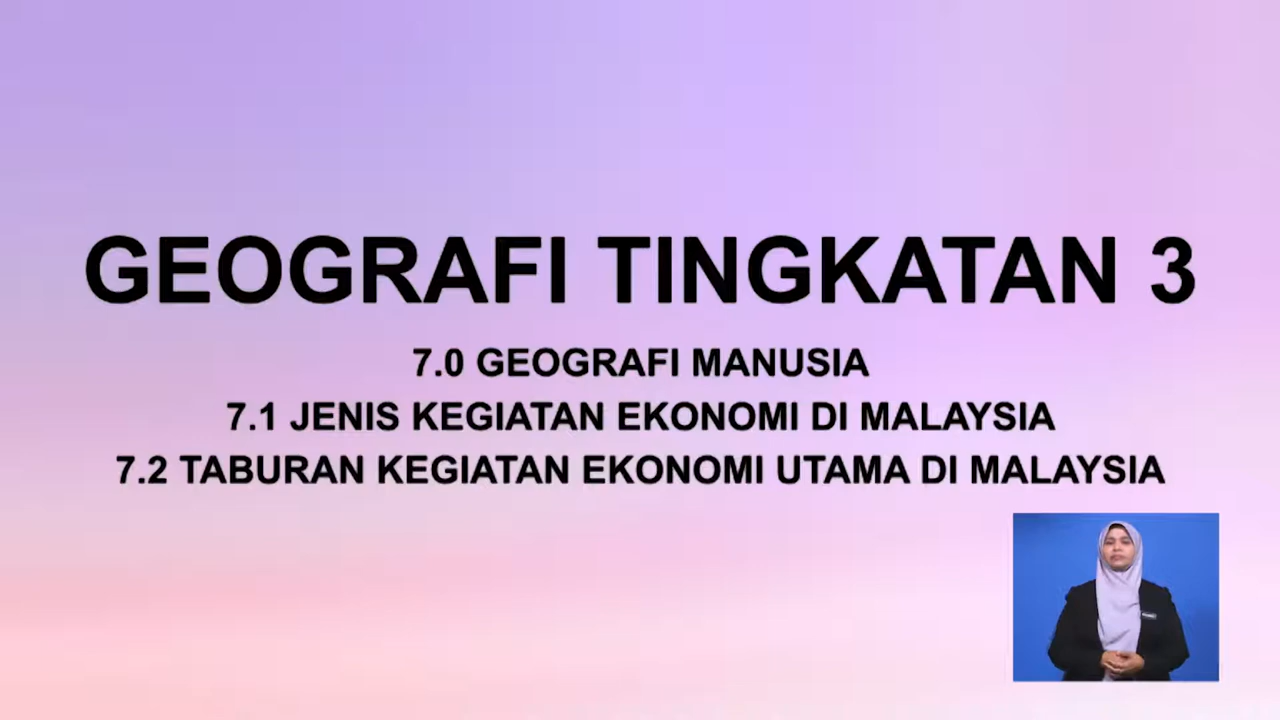 GEOGRAFI TINGKATAN 3
7.0 GEOGRAFI MANUSIA
7.1 JENIS KEGIATAN EKONOMI DI MALAYSIA
7.2 TABURAN KEGIATAN EKONOMI UTAMA DI MALAYSIA